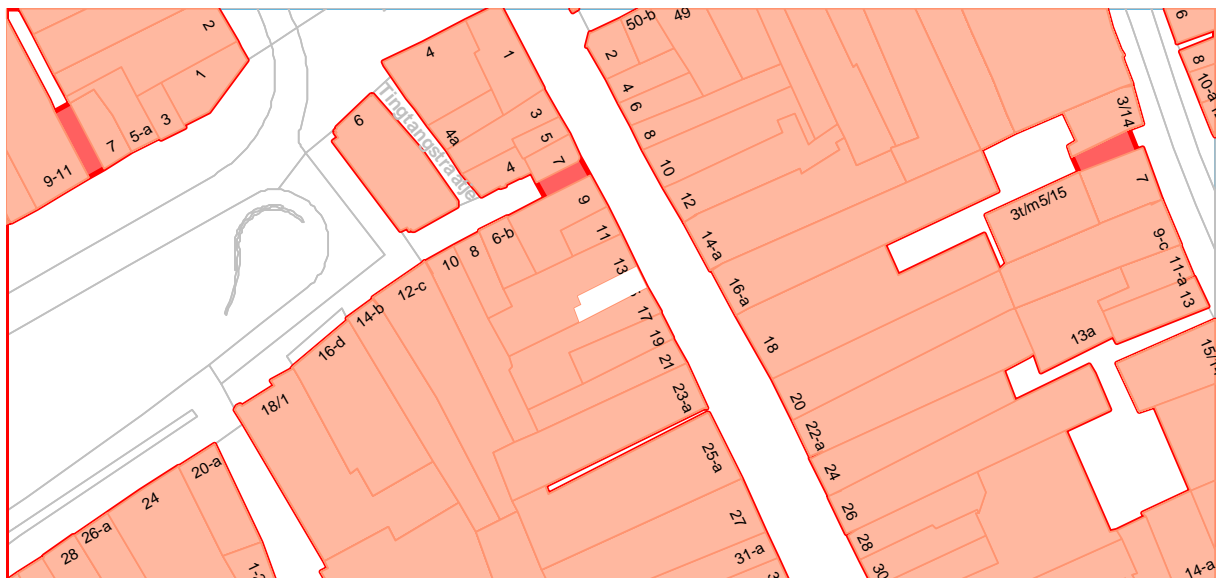 2
1
3
5-a
7
9-11
6
4
1
Tingtangstraatje
4a
3
5
4
7
50-b
49
2
4
6
8
10
12
14-a
16-a
18
20
22-a
24
26
28
30
9
11
13
17
19
21
23-a
25-a
27
31-a
6-b
8
10
12-c
14-b
16-d
18/1
20-a
24
26-a
28
6
8
10-a
3/14
7
3t/m5/15
9-c
11-a
13
13a
14-a